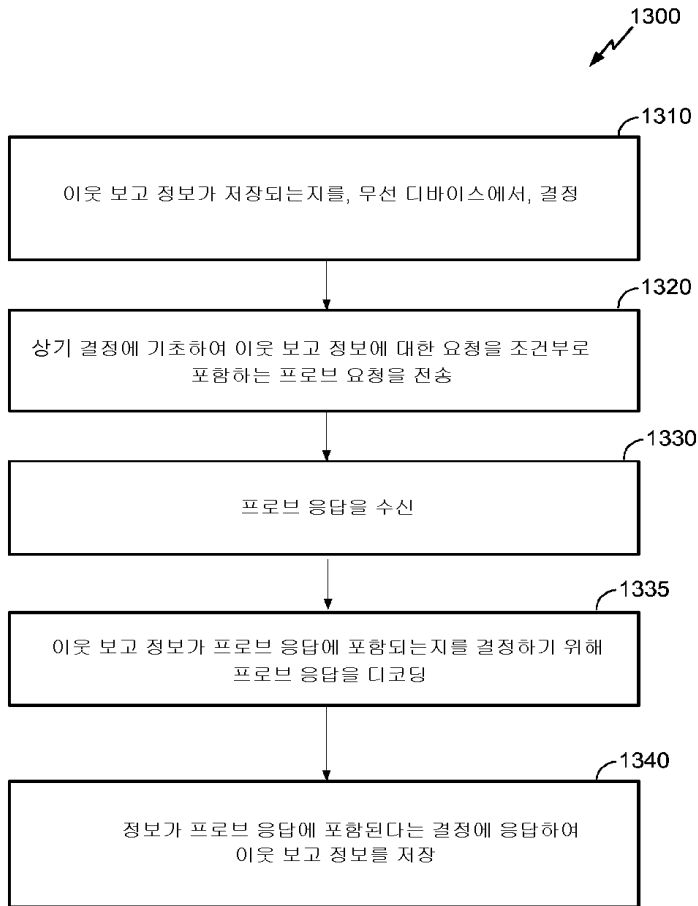 1300
1310
이웃 보고 정보가 저장되는지를, 무선 디바이스에서, 결정
1320
상기 결정에 기초하여 이웃 보고 정보에 대한 요청을 조건부로
포함하는 프로브 요청을 전송
1330
프로브 응답을 수신
1335
이웃 보고 정보가 프로브 응답에 포함되는지를 결정하기 위해
프로브 응답을 디코딩
1340
정보가 프로브 응답에 포함된다는 결정에 응답하여
이웃 보고 정보를 저장